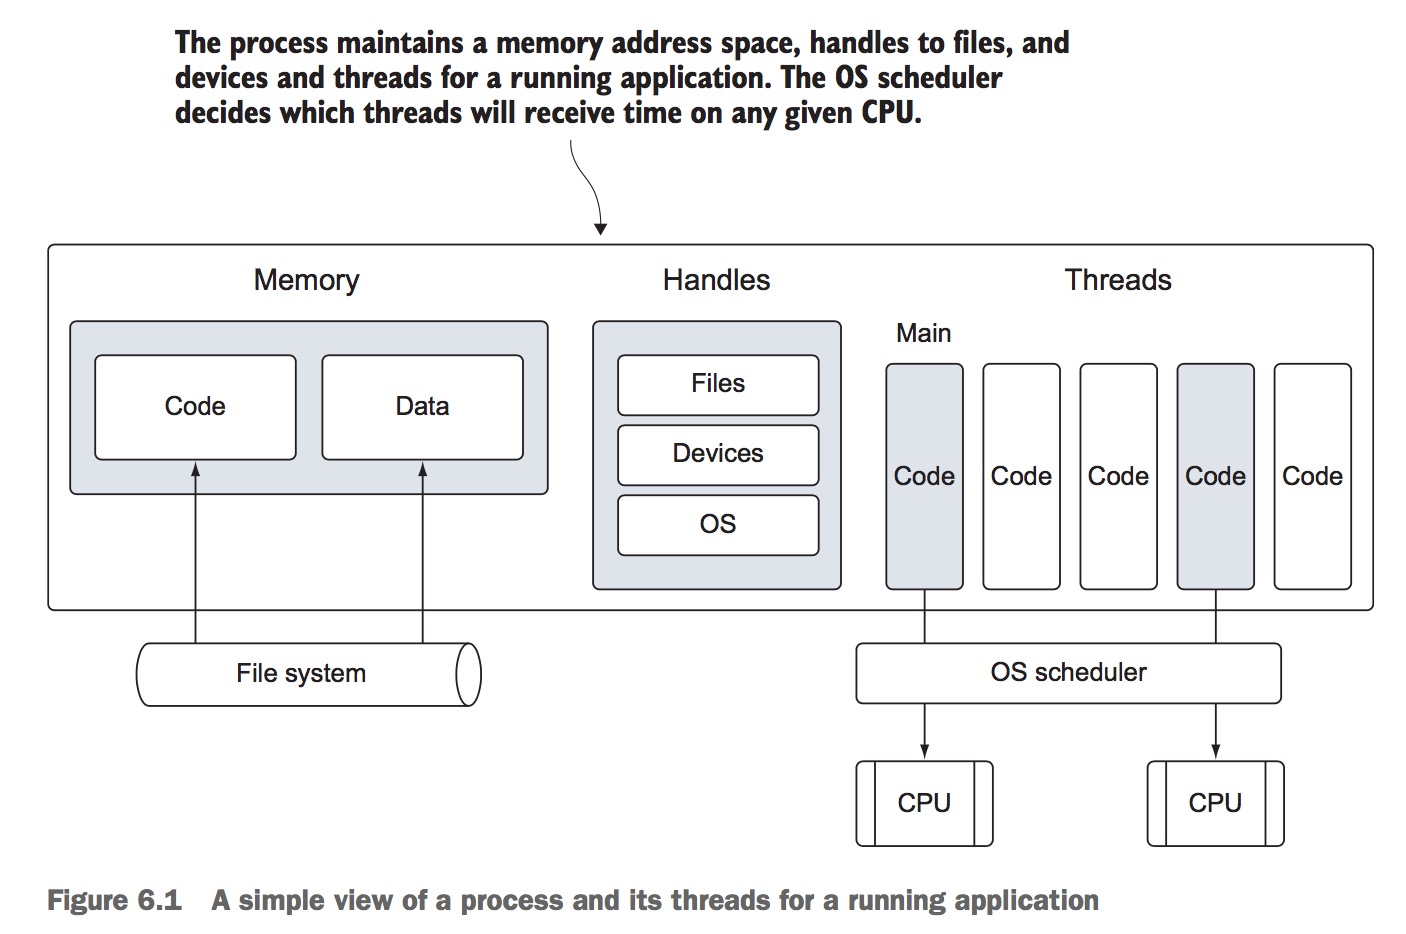 The process maintains a memory address space, handles to files, and
devices and threads for a running application. The OS scheduler
decides which threads will receive time on any given CPU.
Memory
Handles
Threads
Main
Code
Data
Files
Devices
OS
Code
Code
Code
Code
Code
File system
OS scheduler
CPU
CPU
Figure 6.1 A simple view of a process and its threads for a running application